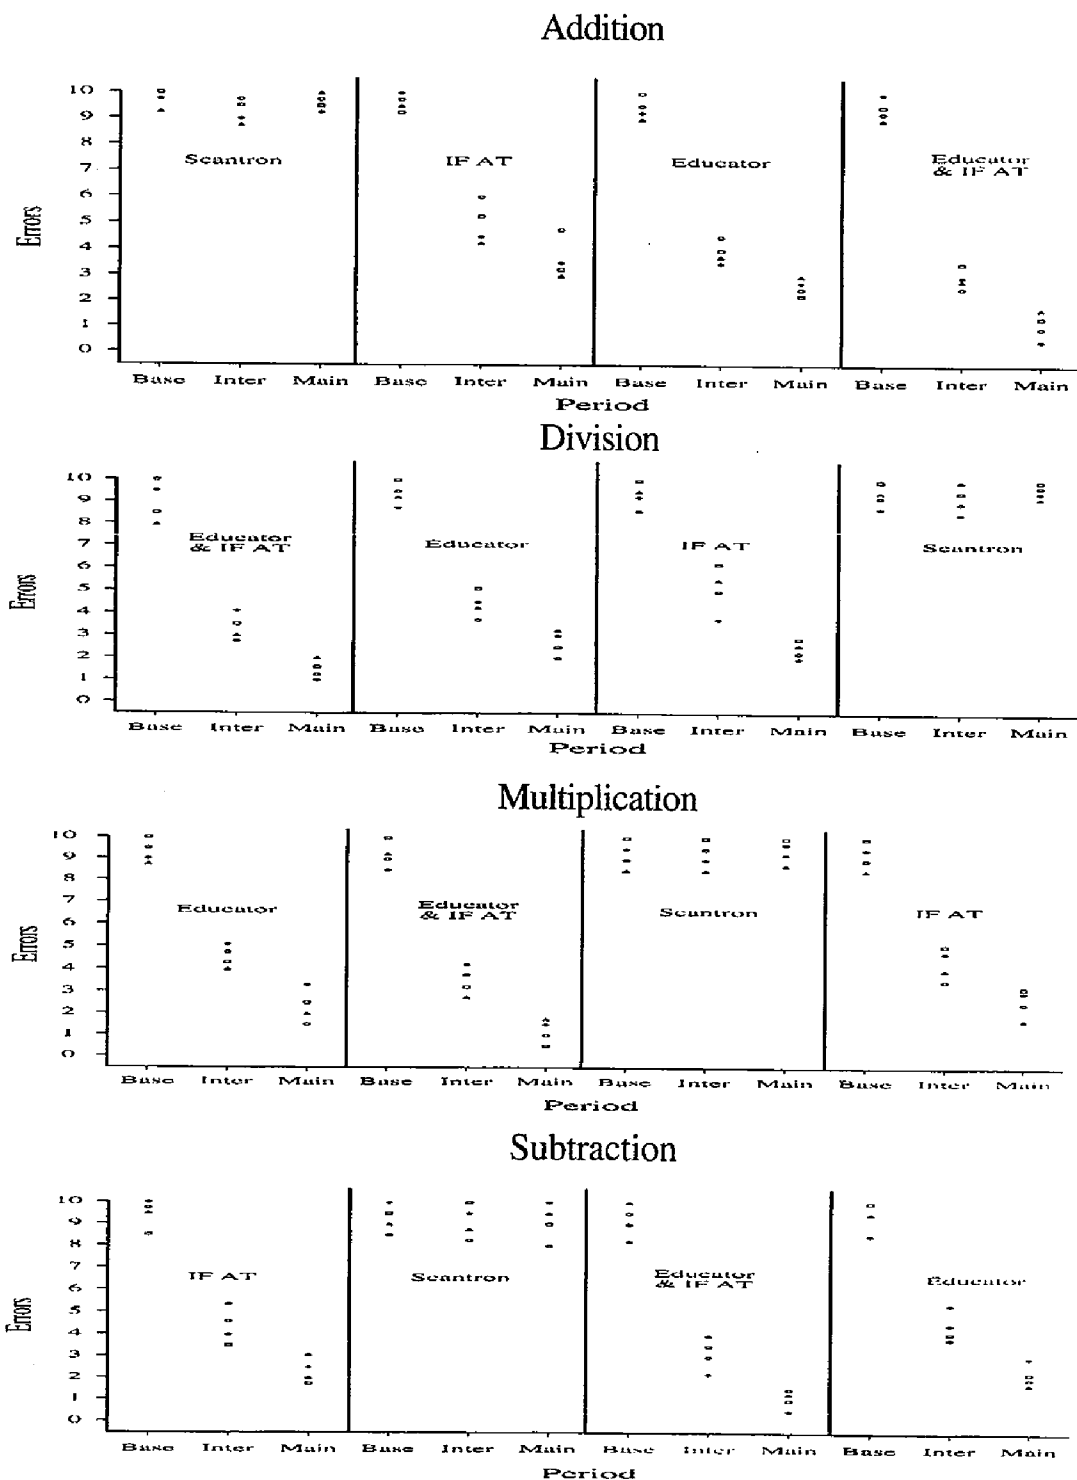 Addition
10
9
8
7
6
5
4
3
2
1
0
Errors
Scantron
IF AT
Educator
Educator
& IF AT
Base Inter Main Base Inter Main Base Inter Main Base Inter Main
Period
Division
10
9
8
7
6
5
4
3
2
1
0
Errors
Educator
& IF AT
Educator
IF AT
Scantron
Base Inter Main Base Inter Main Base Inter Main Base Inter Main
Period
Multiplication
10
9
8
7
6
5
4
3
2
1
0
Errors
Educator
Educator
& IF AT
Scantron
IF AT
Base Inter Main Base Inter Main Base Inter Main Base Inter Main
Period
Subtraction
10
9
8
7
6
5
4
3
2
1
0
Errors
IF AT
Scantron
Educator
& IF AT
Educator
Base Inter Main Base Inter Main Base Inter Main Base Inter Main
Period